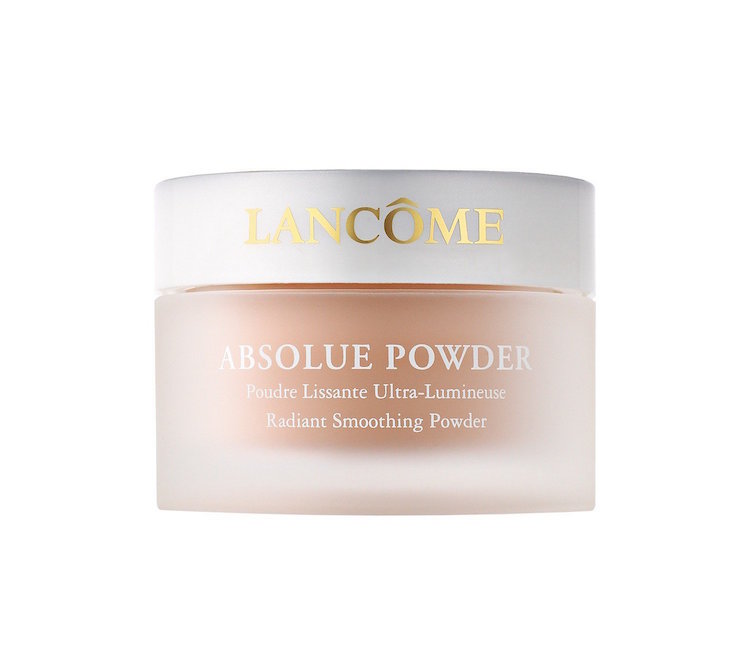 LANCÔME
ABSOLUE POWDER
Poudre Lissante Ultra-Lumineuse
Radiant Smoothing Powder